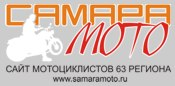 САМАРА
МОТО
САЙТ МОТОЦИКЛИСТОВ 63 РЕГИОНА
www.samaramoto.ru